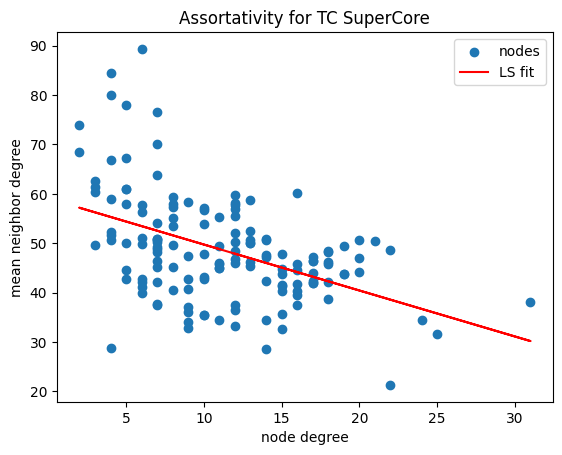 Assortativity for TC SuperCore
nodes
LS fit
mean neighbor degree
90
80
70
60
50
40
30
20
5 10 15 20 25 30
node degree